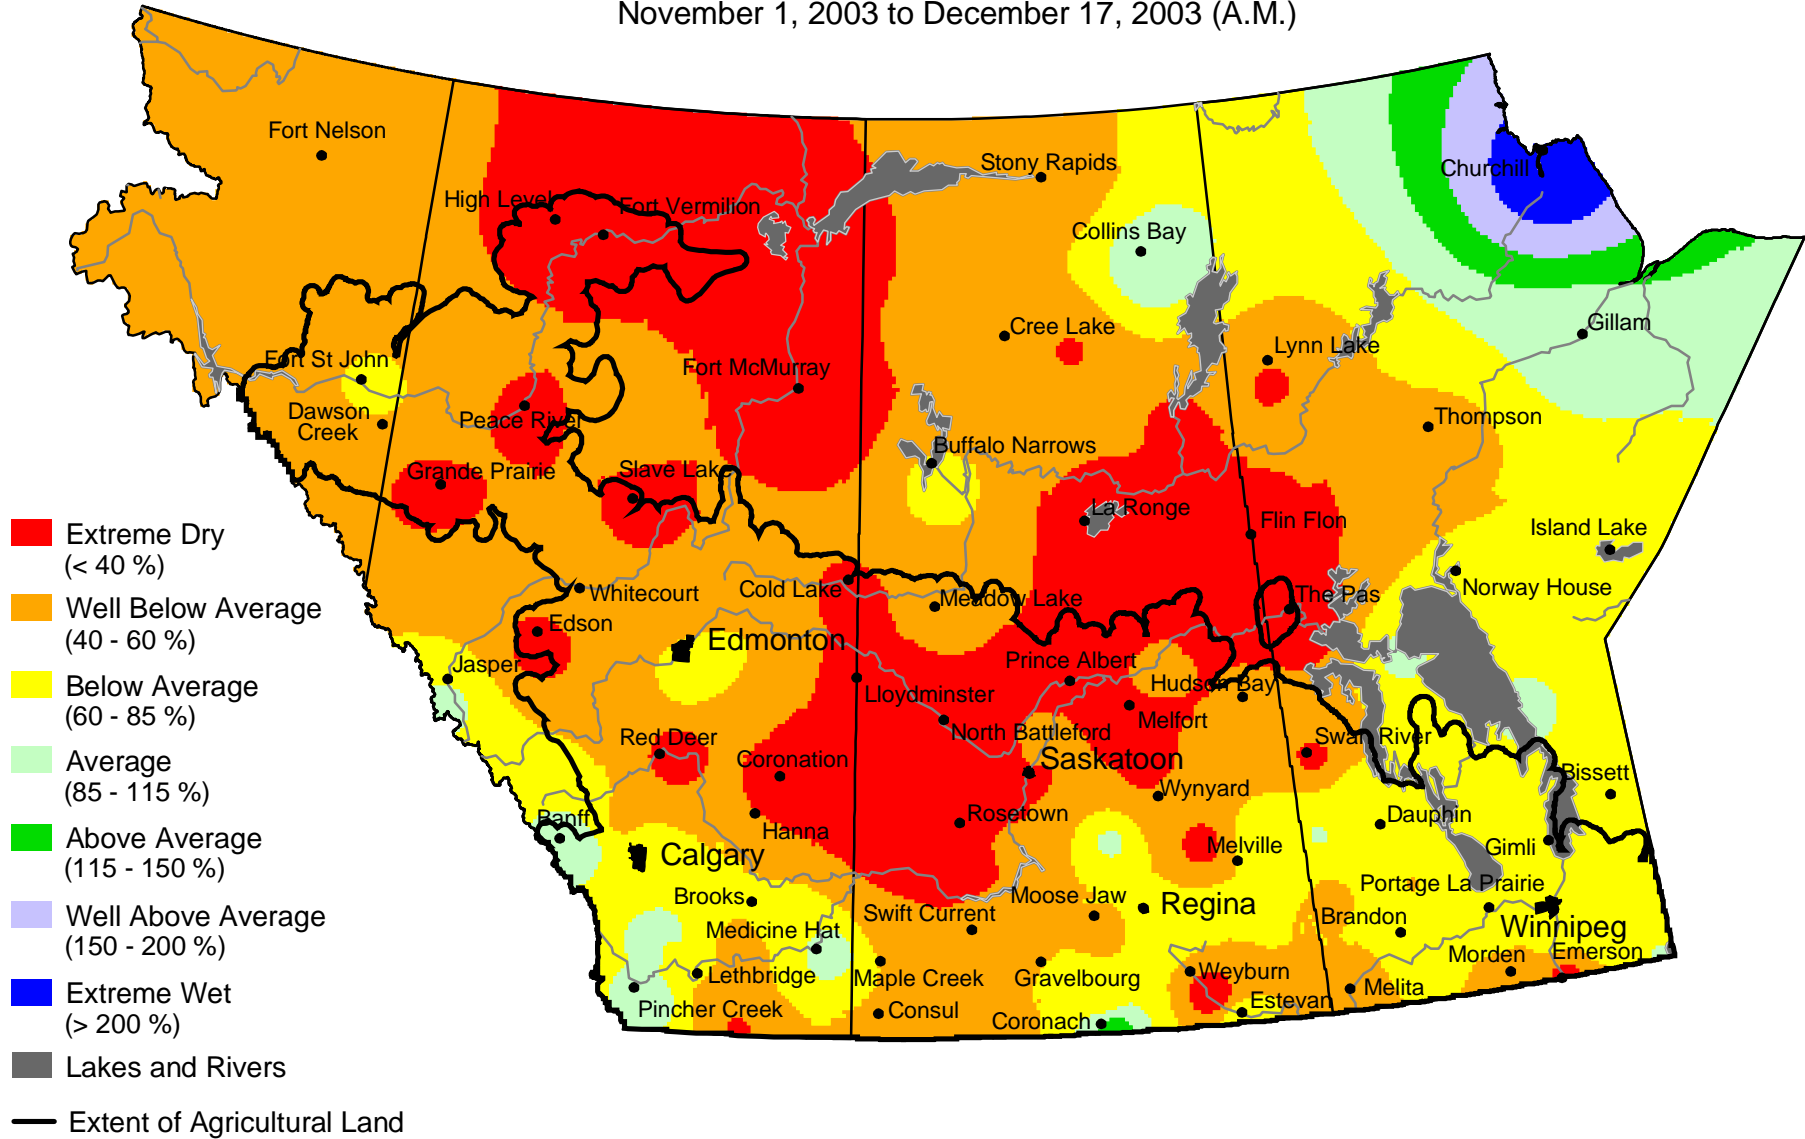 November 1, 2003 to December 17, 2003 (A.M.)
Fort Nelson
Stony Rapids
Churchill
High Level
Fort Vermilion
Collins Bay
Gillam
Cree Lake
Lynn Lake
Fort St John
Fort McMurray
Dawson
Creek
Peace River
Thompson
Buffalo Narrows
Grande Prairie
Slave Lake
La Ronge
Flin Flon
Island Lake
Whitecourt
Cold Lake
Meadow Lake
The Pas
Norway House
Edson
Edmonton
Jasper
Prince Albert
Hudson Bay
Lloydminster
Melfort
North Battleford
Red Deer
Swan River
Coronation
Saskatoon
Bissett
Wynyard
Banff
Hanna
Rosetown
Dauphin
Calgary
Melville
Gimli
Brooks
Moose Jaw
Portage La Prairie
Regina
Swift Current
Brandon
Winnipeg
Medicine Hat
Morden
Emerson
Lethbridge
Maple Creek
Gravelbourg
Weyburn
Melita
Pincher Creek
Consul
Estevan
Coronach
Extreme Dry
(< 40 %)
Well Below Average
(40 - 60 %)
Below Average
(60 - 85 %)
Average
(85 - 115 %)
Above Average
(115 - 150 %)
Well Above Average
(150 - 200 %)
Extreme Wet
(> 200 %)
Lakes and Rivers
Extent of Agricultural Land